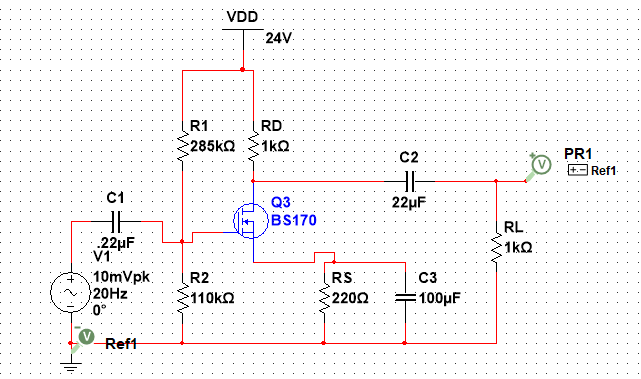 VDD
24V
R1
285kΩ
RD
1kΩ
C2
22µF
PR1
Ref1
C1
.22µF
Q3
BS170
RL
1kΩ
V1
10mVpk
20Hz
0°
R2
110kΩ
RS
220Ω
C3
100µF
Ref1